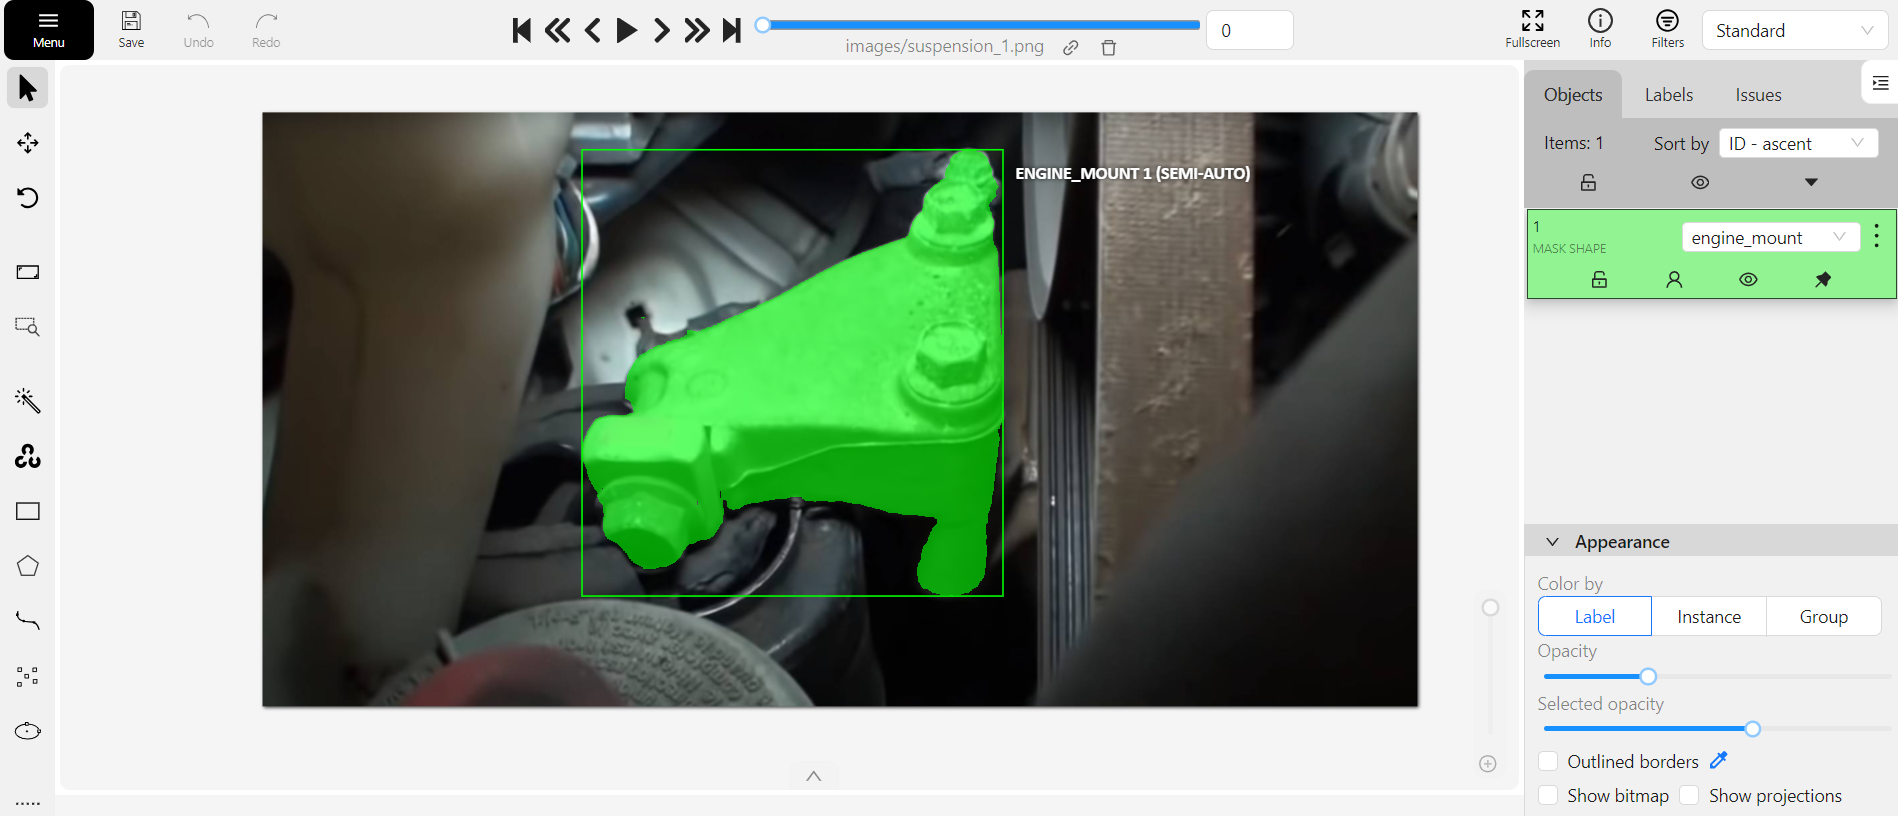 Menu
Save
Undo
Redo
images/suspension_1.png
0
Fullscreen
Info
Filters
Standard
Objects
Labels
Issues
Items: 1
Sort by
ID - ascent
1
MASK SHAPE
engine_mount
ENGINE_MOUNT 1 (SEMI-AUTO)
Appearance
Color by
Label
Instance
Group
Opacity
Selected opacity
Outlined borders
Show bitmap
Show projections